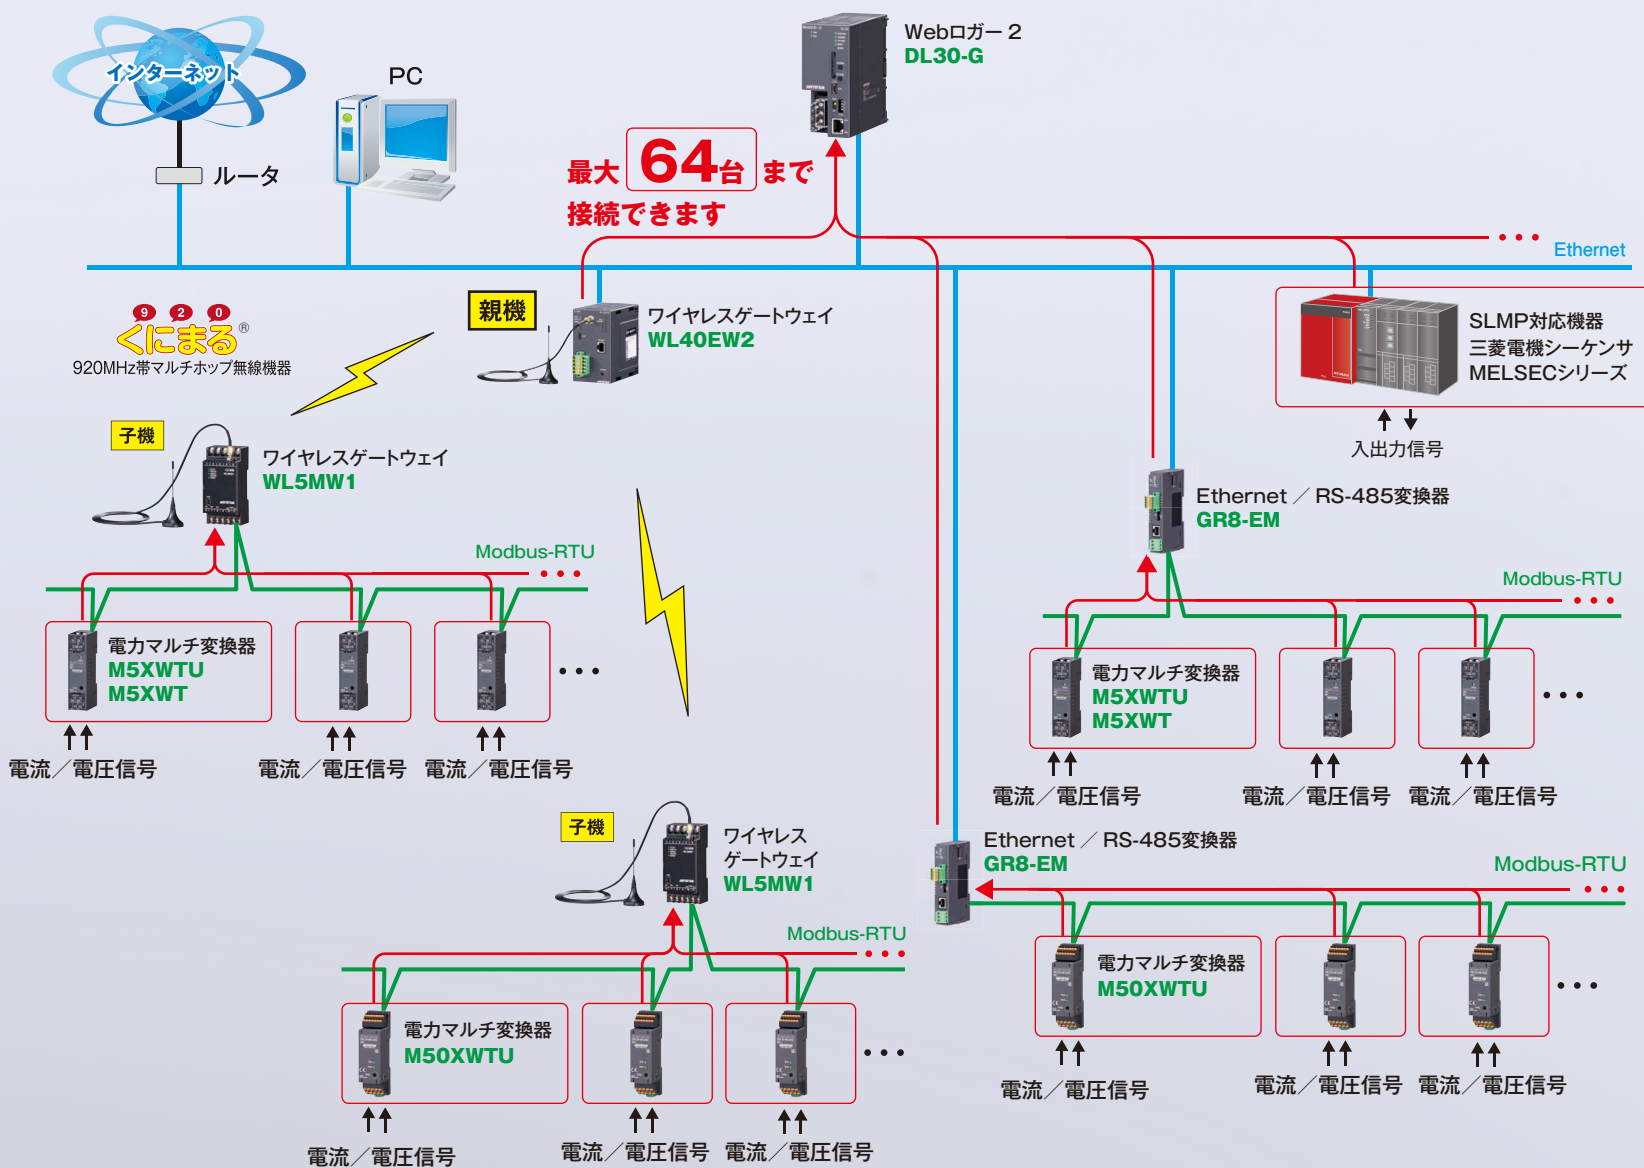 インターネット
PC
ルータ
Webロガー 2
DL30-G
最大 64台 まで
接続できます
Ethernet
9 2 0
くにまる®
920MHz帯マルチホップ無線機器
親機
ワイヤレスゲートウェイ
WL40EW2
SLMP対応機器
三菱電機シーケンサ
MELSECシリーズ
入出力信号
子機
ワイヤレスゲートウェイ
WL5MW1
Modbus-RTU
電力マルチ変換器
M5XWTU
M5XWT
電流／電圧信号
電流／電圧信号
電流／電圧信号
Ethernet ／ RS-485変換器
GR8-EM
Modbus-RTU
電力マルチ変換器
M5XWTU
M5XWT
電流／電圧信号
電流／電圧信号
電流／電圧信号
子機
ワイヤレス
ゲートウェイ
WL5MW1
Modbus-RTU
電力マルチ変換器
M50XWTU
電流／電圧信号
電流／電圧信号
電流／電圧信号
Ethernet ／ RS-485変換器
GR8-EM
Modbus-RTU
電力マルチ変換器
M50XWTU
電流／電圧信号
電流／電圧信号
電流／電圧信号